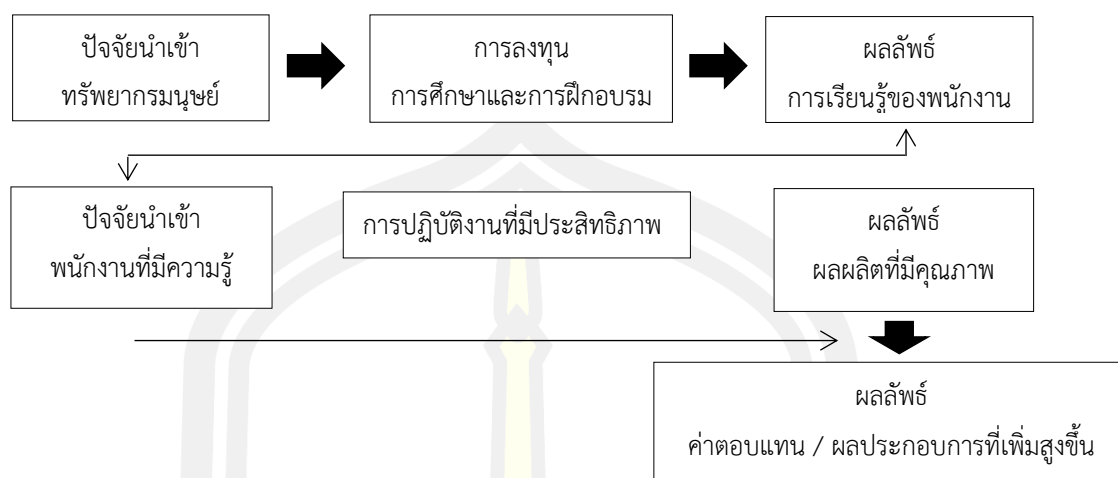 ปัจจัยนำเข้า
ทรัพยากรมนุษย์
การลงทุน
การศึกษาและการฝึกอบรม
ผลลัพธ์
การเรียนรู้ของพนักงาน
ปัจจัยนำเข้า
พนักงานที่มีความรู้
การปฏิบัติงานที่มีประสิทธิภาพ
ผลลัพธ์
ผลผลิตที่มีคุณภาพ
ผลลัพธ์
ค่าตอบแทน / ผลประกอบการที่เพิ่มสูงขึ้น